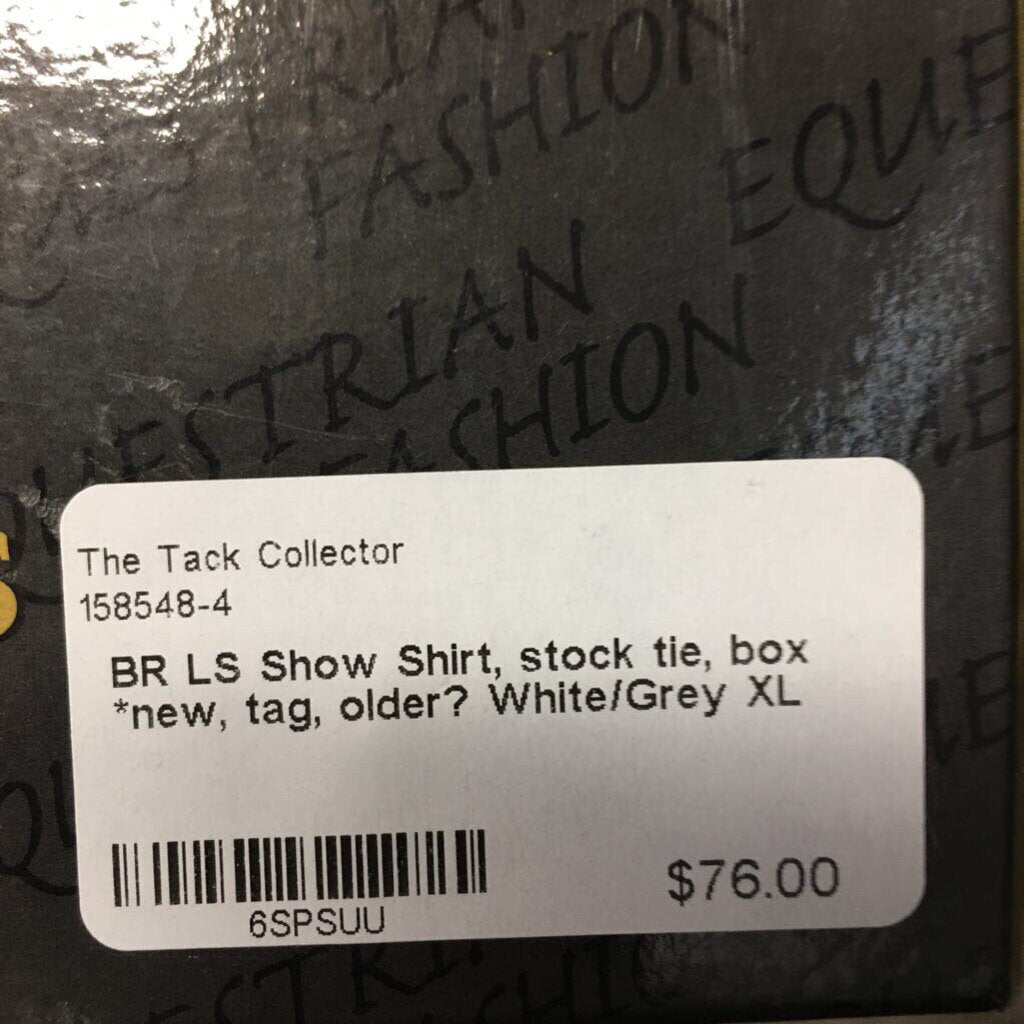 FASHION
EQUE
EQUESTRIAN
FASHION
The Tack Collector
158548-4
BR LS Show Shirt, stock tie, box
*new, tag, older? White/Grey XL
6SPSUU
$76.00